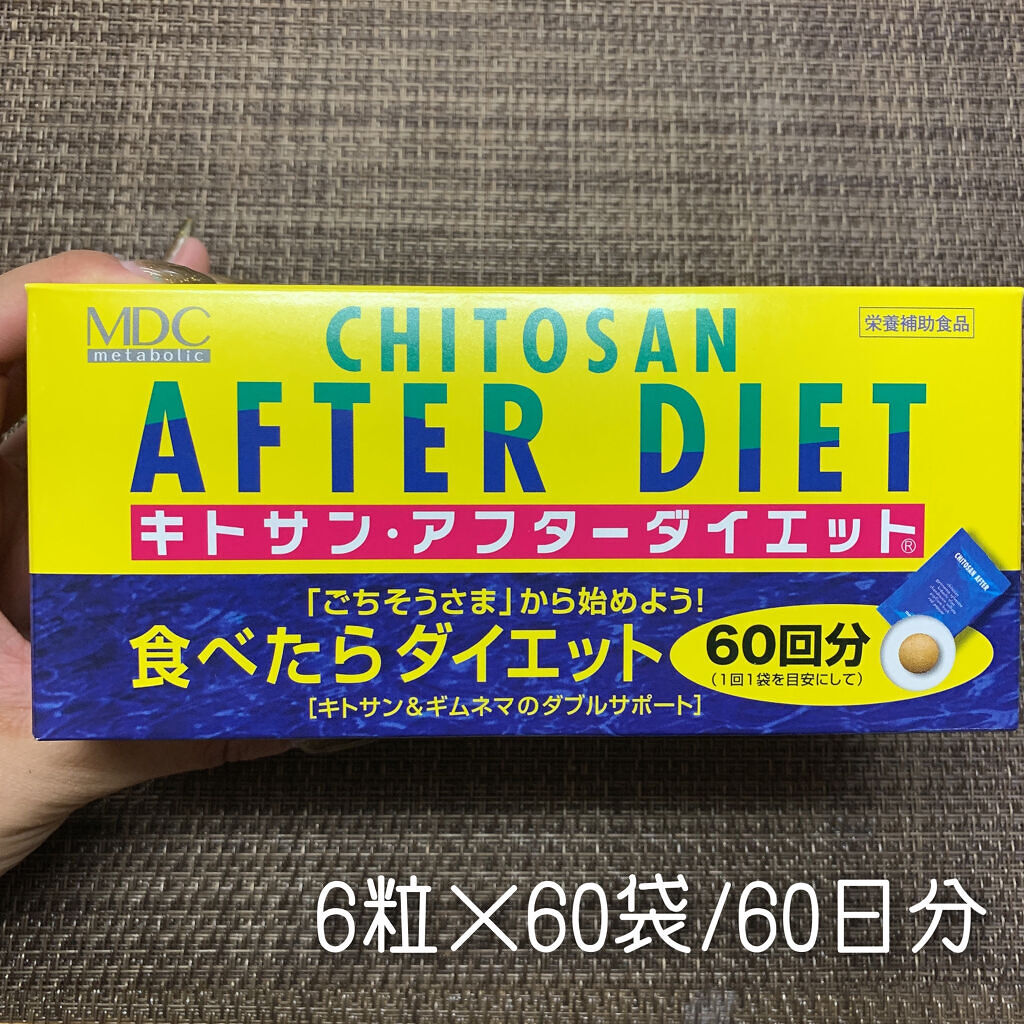 MDC
metabolic
CHITOSAN
栄養補助食品
AFTER DIET
キトサン・アフターダイエット®
「ごちそうさま」から始めよう!
食べたらダイエット
60回分
(1回1袋を目安にして)
[キトサン&ギムネマのダブルサポート]
CHITOSAN AFTER
6粒×60袋/60日分